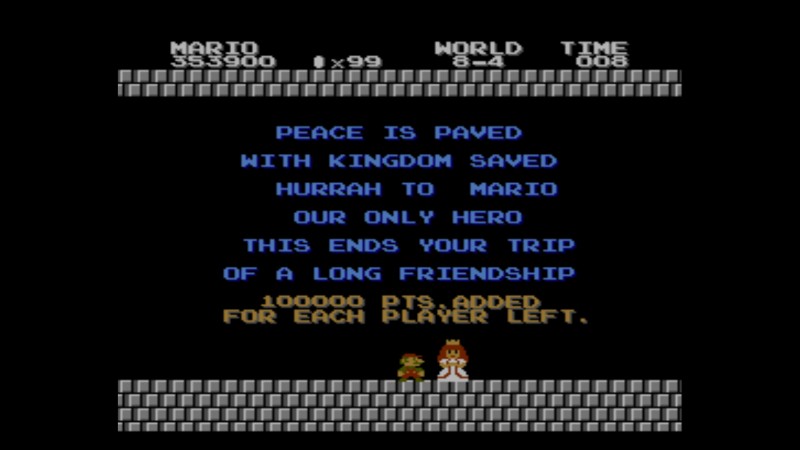 MARIO WORLD TIME
353900 ×99 8-4 008
PEACE IS PAVED
WITH KINGDOM SAVED
HURRAH TO MARIO
OUR ONLY HERO
THIS ENDS YOUR TRIP
OF A LONG FRIENDSHIP
100000 PTS.ADDED
FOR EACH PLAYER LEFT.